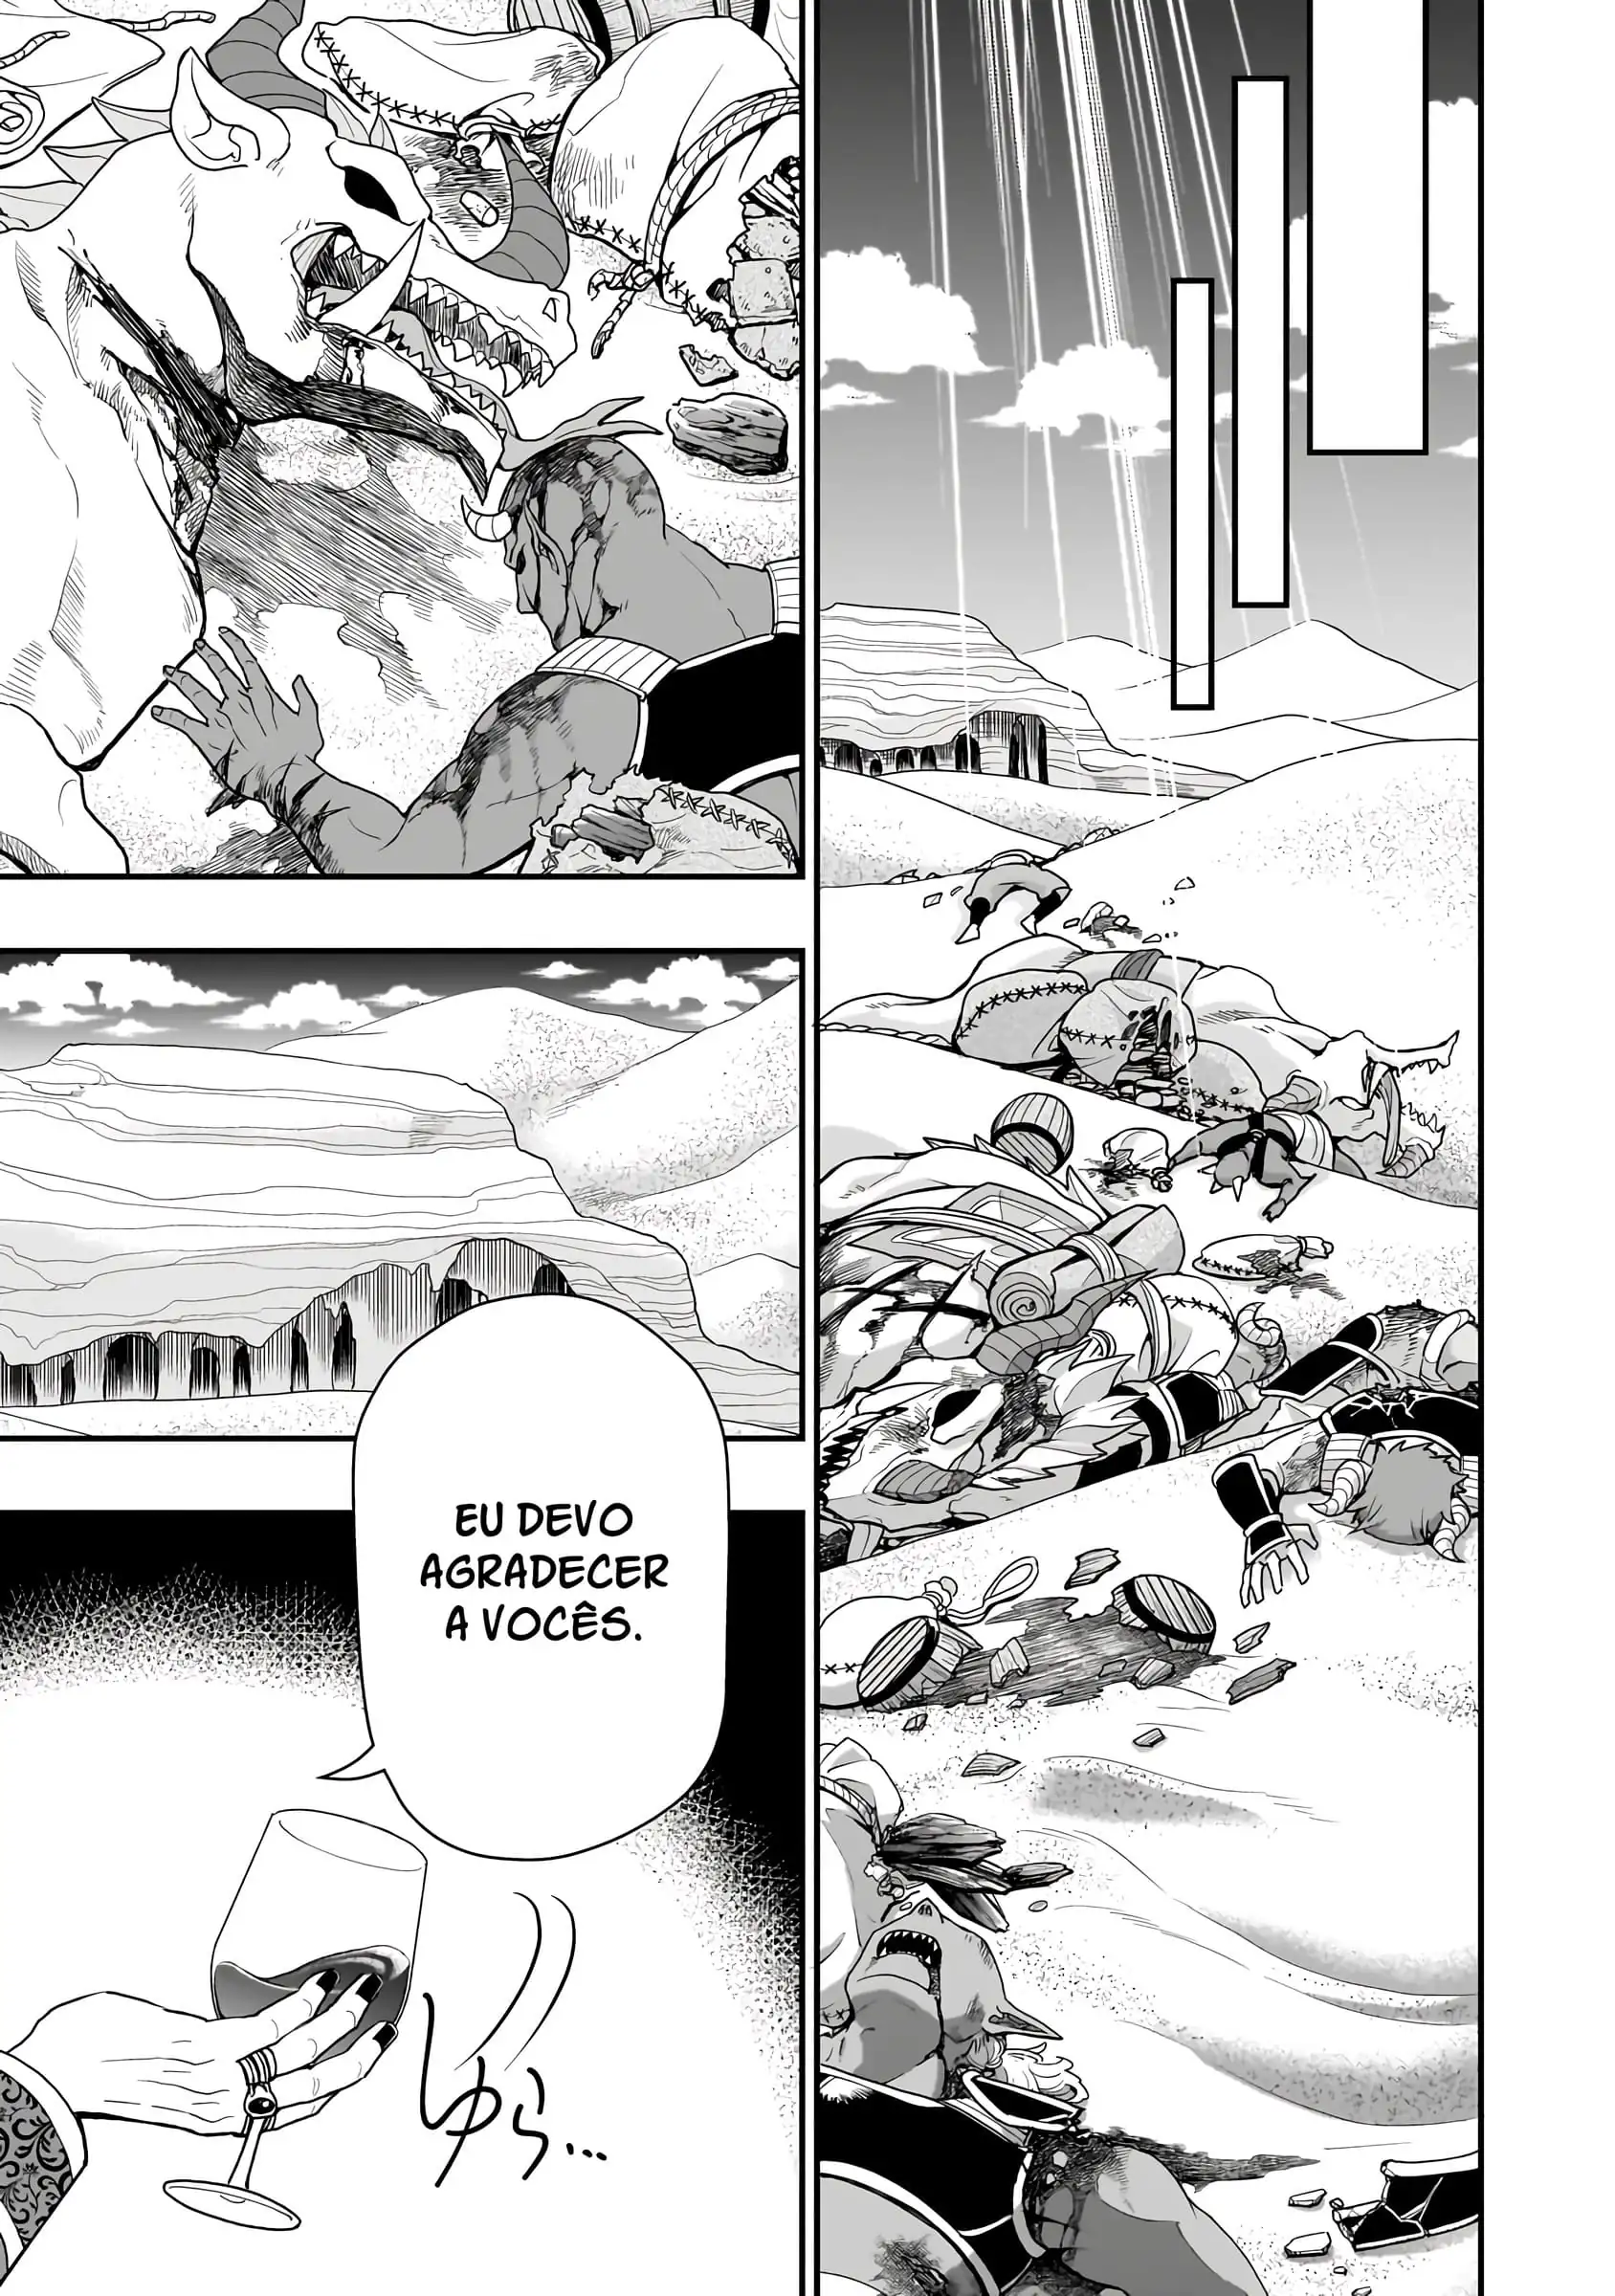 EU DEVO
AGRADECER
A VOCÊS.
ゆら...